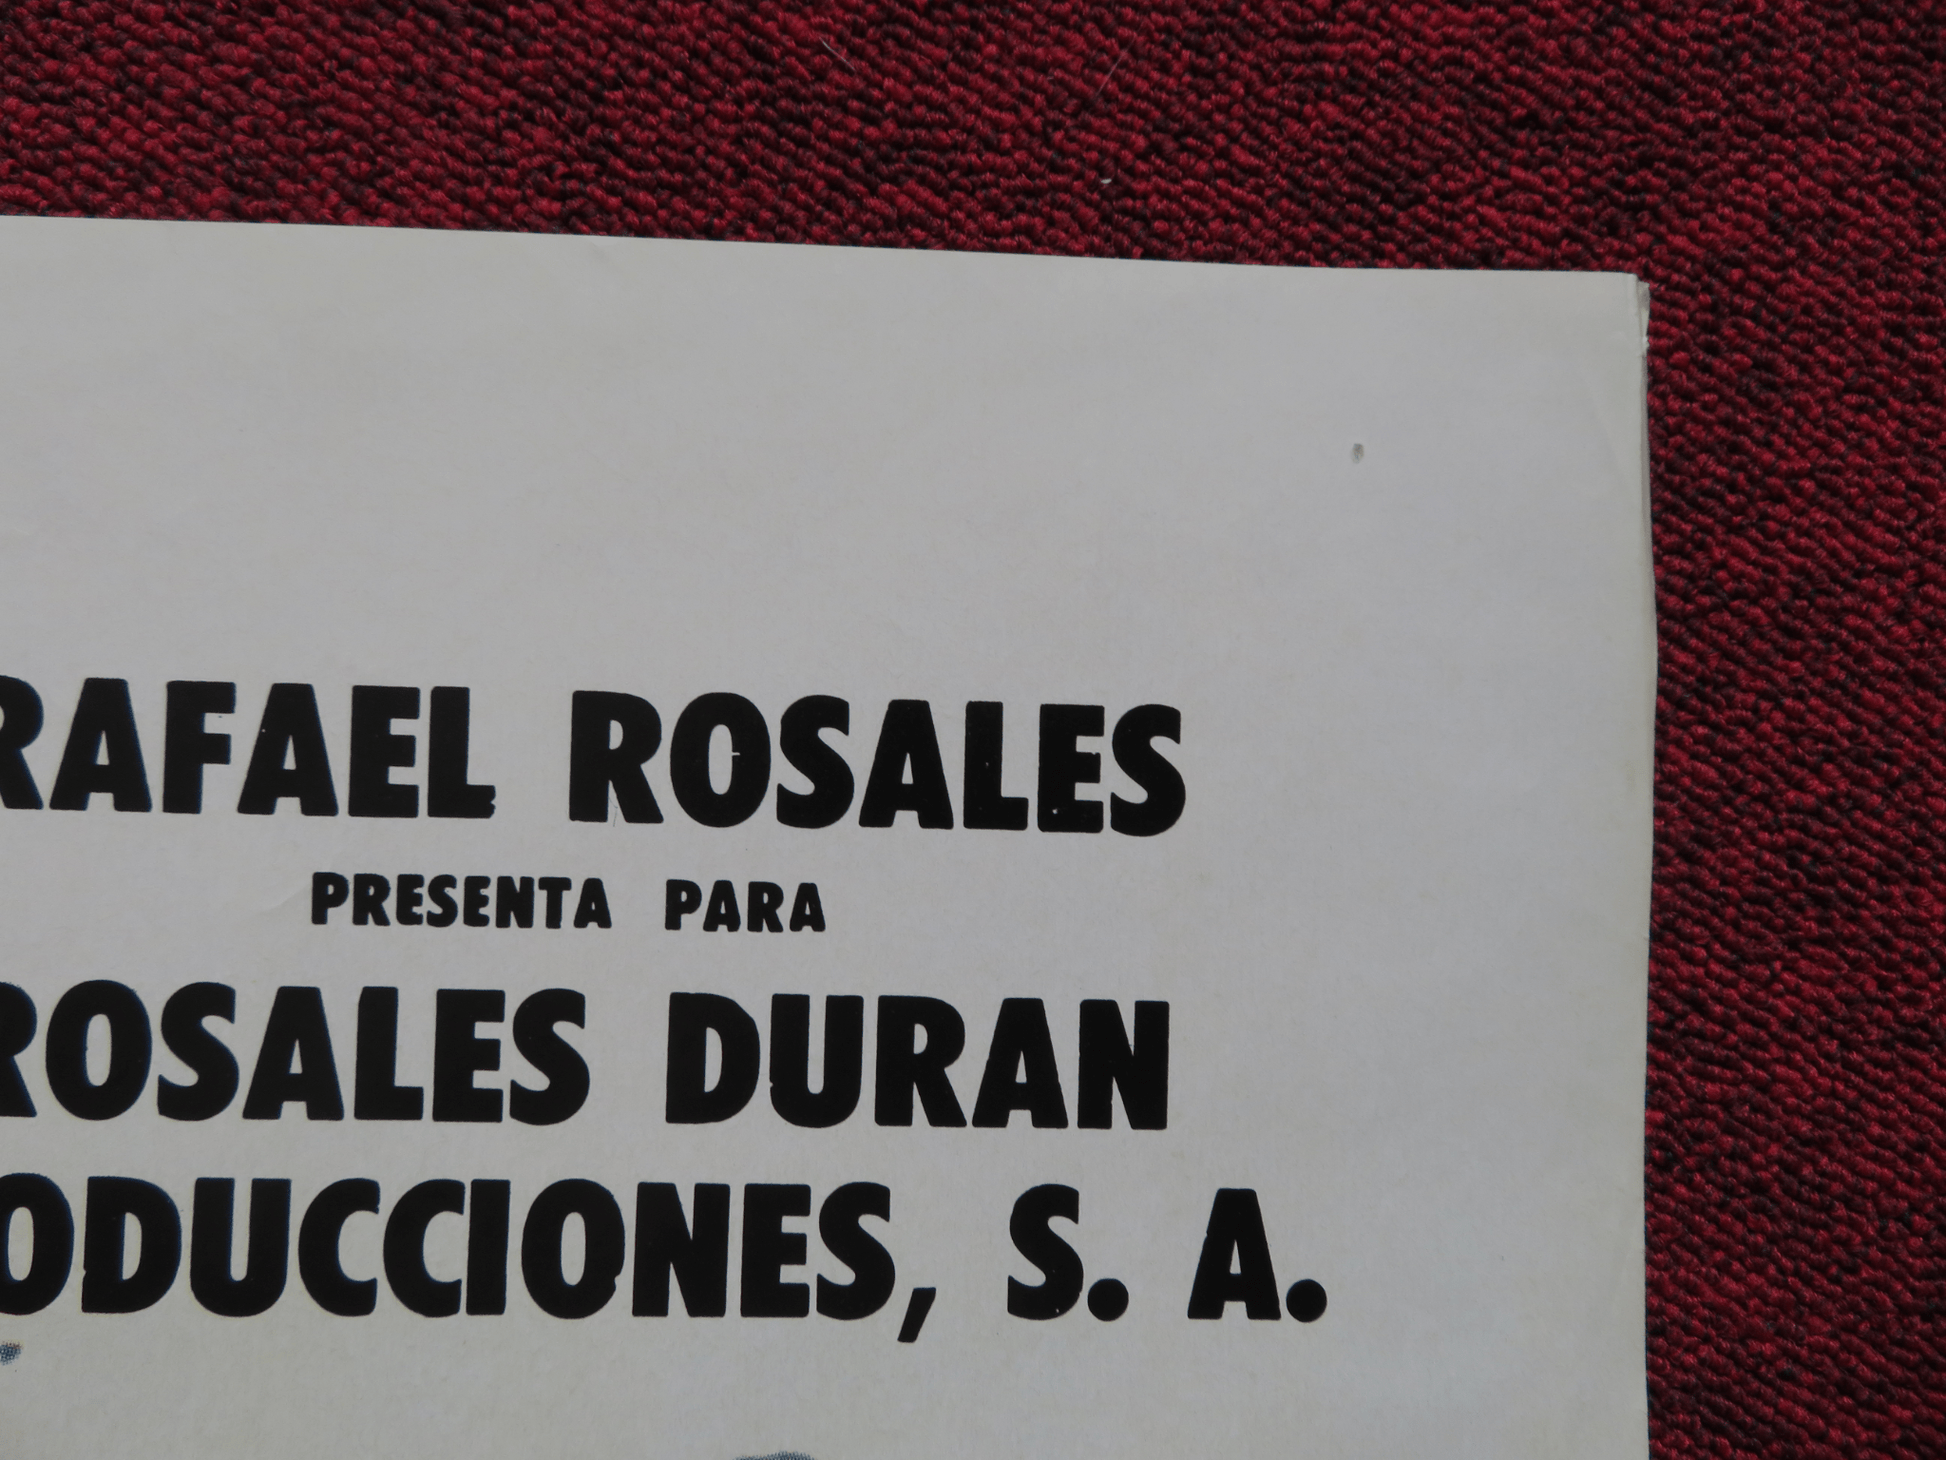 RAFAEL ROSALES
PRESENTA PARA
ROSALES DURAN
ODUCCIONES, S. A.